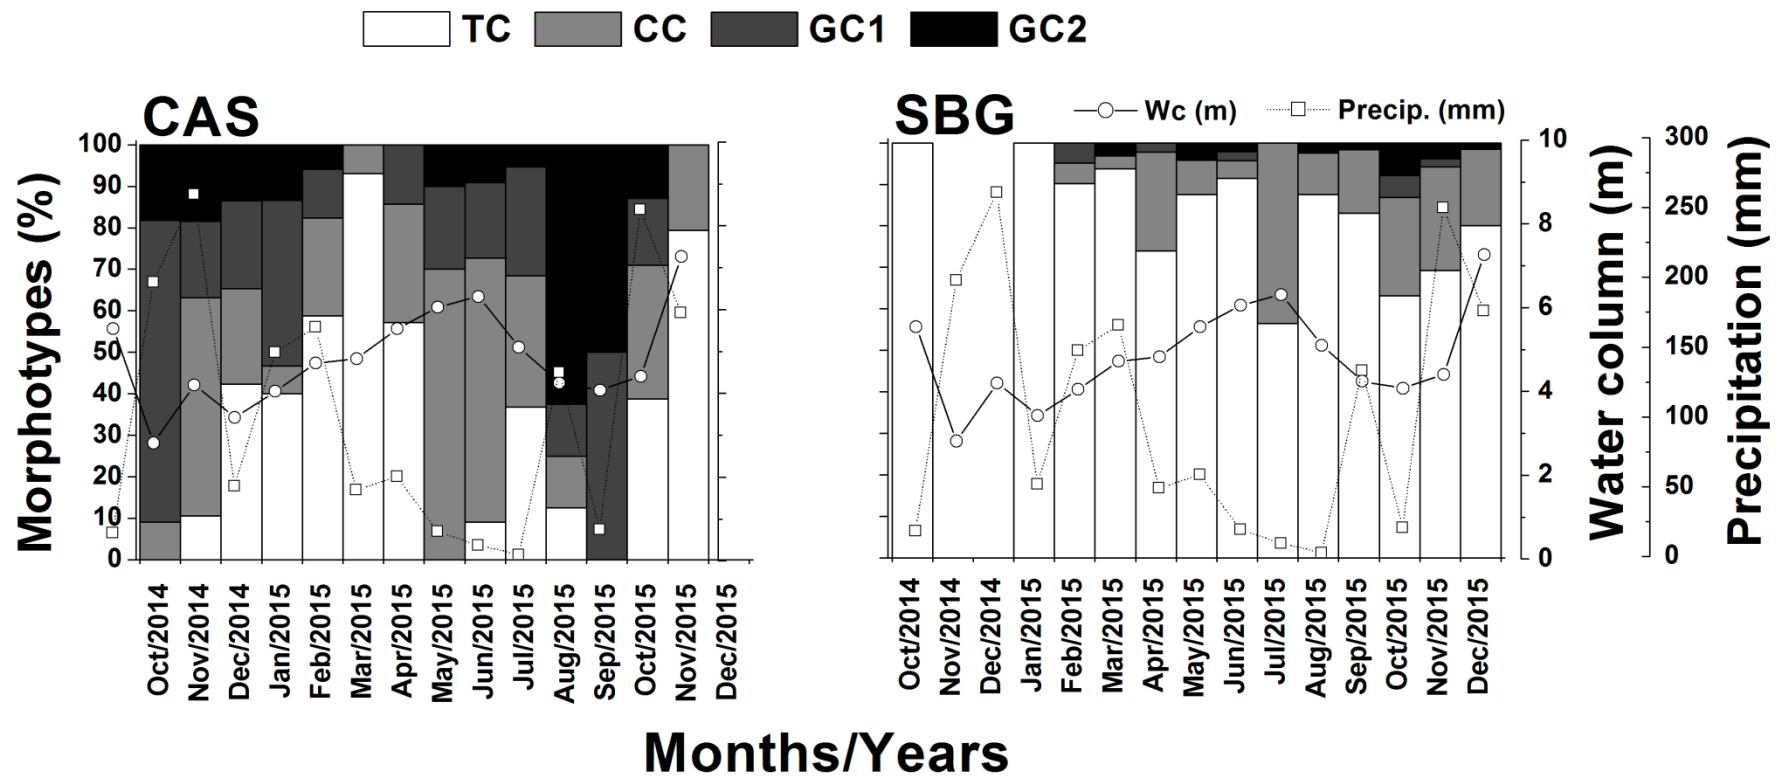 TC CC GC1 GC2
CAS
SBG
Wc (m) Precip. (mm)
Morphotypes (%)
100
90
80
70
60
50
40
30
20
10
0
10
8
6
4
2
0
Water column (m)
300
250
200
150
100
50
0
Precipitation (mm)
Oct/2014
Nov/2014
Dec/2014
Jan/2015
Feb/2015
Mar/2015
Apr/2015
May/2015
Jun/2015
Jul/2015
Aug/2015
Sep/2015
Oct/2015
Nov/2015
Dec/2015
Oct/2014
Nov/2014
Dec/2014
Jan/2015
Feb/2015
Mar/2015
Apr/2015
May/2015
Jun/2015
Jul/2015
Aug/2015
Sep/2015
Oct/2015
Nov/2015
Dec/2015
Months/Years